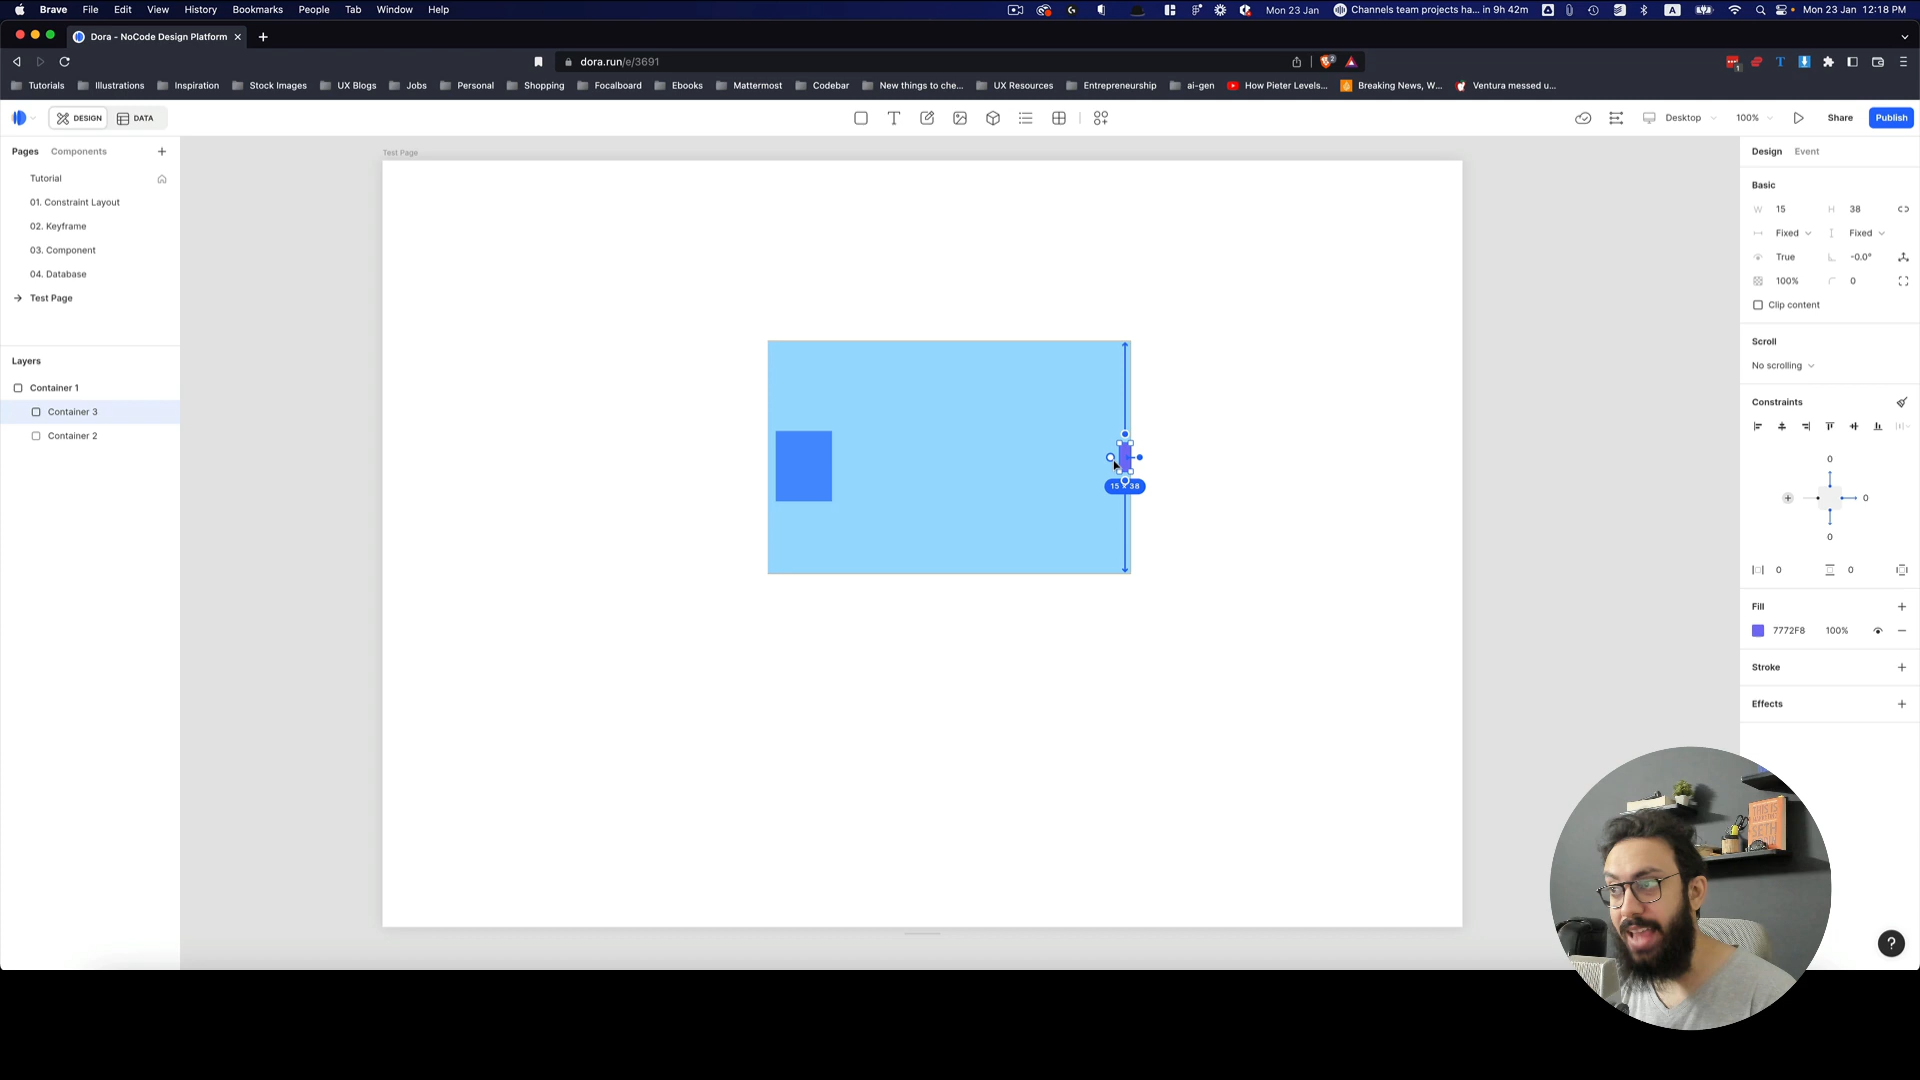 Brave File Edit View History Bookmarks People Tab Window Help Mon 23 Jan Channels team projects ha... in 9h 42m A Mon 23 Jan 12:18 PM
Dora - NoCode Design Platform
dora.run/e/3691
Tutorials Illustrations Inspiration Stock Images UX Blogs Jobs Personal Shopping Focalboard Ebooks Mattermost Codebar New things to che... UX Resources Entrepreneurship ai-gen How Pieter Levels... Breaking News, W... Ventura messed u...
DESIGN DATA Desktop 100% Share Publish
Pages Components
Tutorial
01. Constraint Layout
02. Keyframe
03. Component
04. Database
Test Page
Layers
Container 1
Container 3
Container 2
Test Page
15 × 38
Design Event
Basic
W 15 H 38
Fixed Fixed
True -0.0°
100% 0
Clip content
Scroll
No scrolling
Constraints
0
0
0
0 0
Fill
7772F8 100%
Stroke
Effects
?
THIS IS
SETH